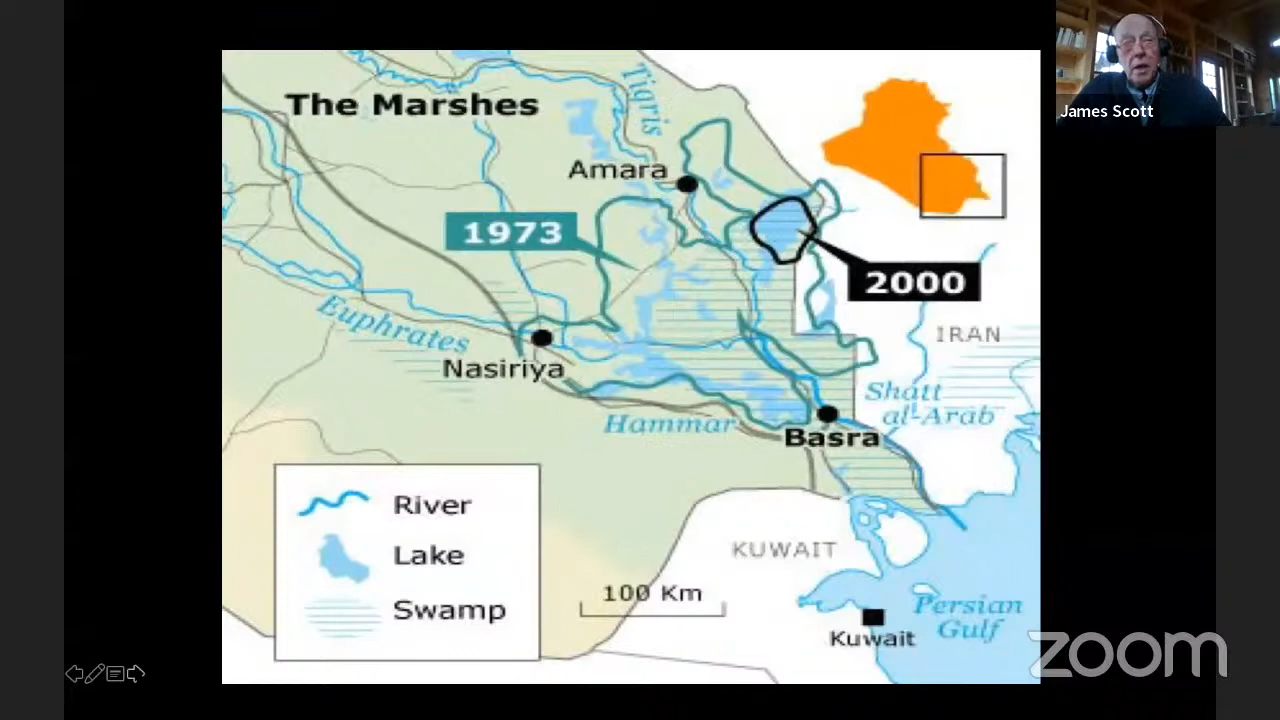 James Scott
The Marshes
Tigris
Amara
1973
2000
IRAN
Euphrates
Nasiriya
Shatt
al-Arab
Hammar
Basra
River
Lake
Swamp
KUWAIT
100 Km
Persian
Gulf
Kuwait
zoom